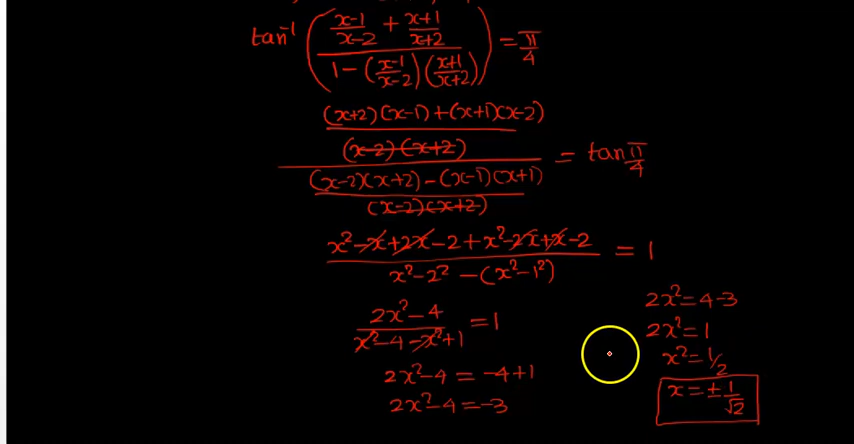 tan⁻¹ ( ( (x-1)/(x-2) + (x+1)/(x+2) ) / ( 1 - ((x-1)/(x-2)) ((x+1)/(x+2)) ) ) = π/4
( (x+2)(x-1)+(x+1)(x-2) / (x-2)(x+2) ) / ( (x-2)(x+2) - (x-1)(x+1) / (x-2)(x+2) ) = tan π/4
( x² - x + 2x - 2 + x² - 2x + x - 2 ) / ( x² - 2² - (x² - 1²) ) = 1
( 2x² - 4 ) / ( x² - 4 - x² + 1 ) = 1
2x² - 4 = -4+1
2x² - 4 = -3
2x² = 4-3
2x² = 1
x² = 1/2
x = ± 1/√2